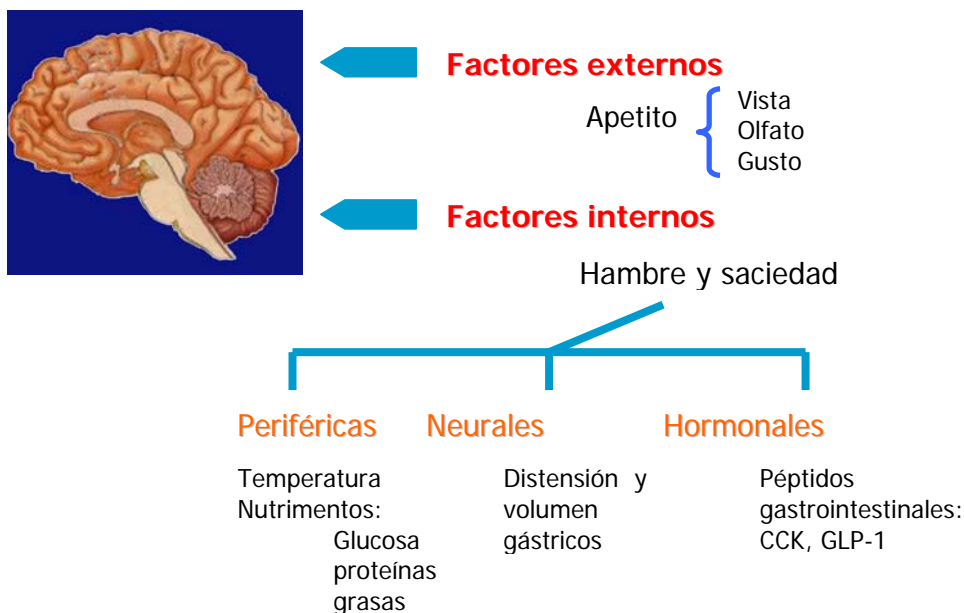 Factores externos
Apetito
Vista
Olfato
Gusto
Factores internos
Hambre y saciedad
Periféricas
Temperatura
Nutrimentos:
Glucosa
proteínas
grasas
Neurales
Distensión y
volumen
gástricos
Hormonales
Péptidos
gastrointestinales:
CCK, GLP-1